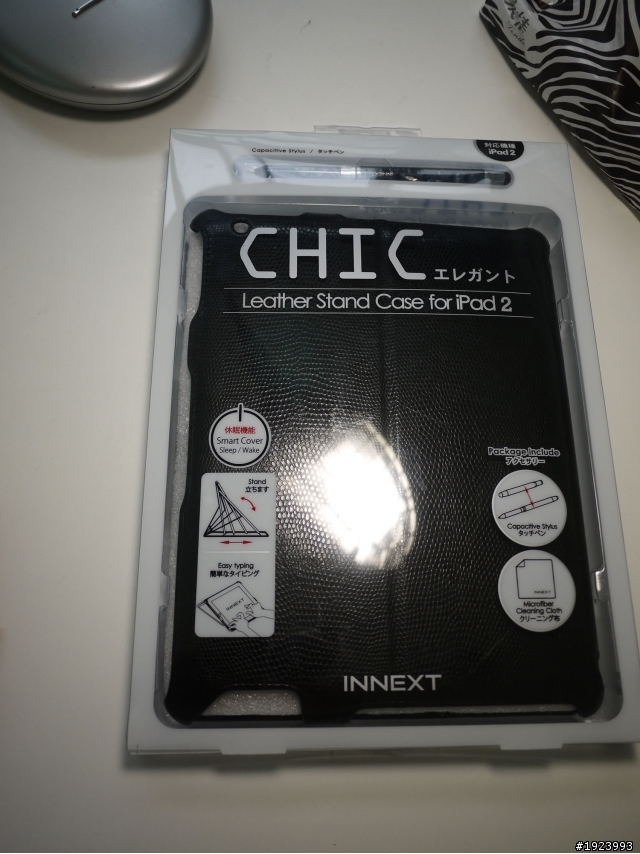 Capacitive Stylus / タッチペン
対応機種
iPad 2
CHIC エレガント
Leather Stand Case for iPad 2
休眠機能
Smart Cover
Sleep / Wake
Stand
立ちます
Easy typing
簡単なタイピング
INNEXT
Package include
アクセサリー
Capacitive Stylus
タッチペン
INNEXT
Microfiber
Cleaning Cloth
クリーニング布
INNEXT
#1923993